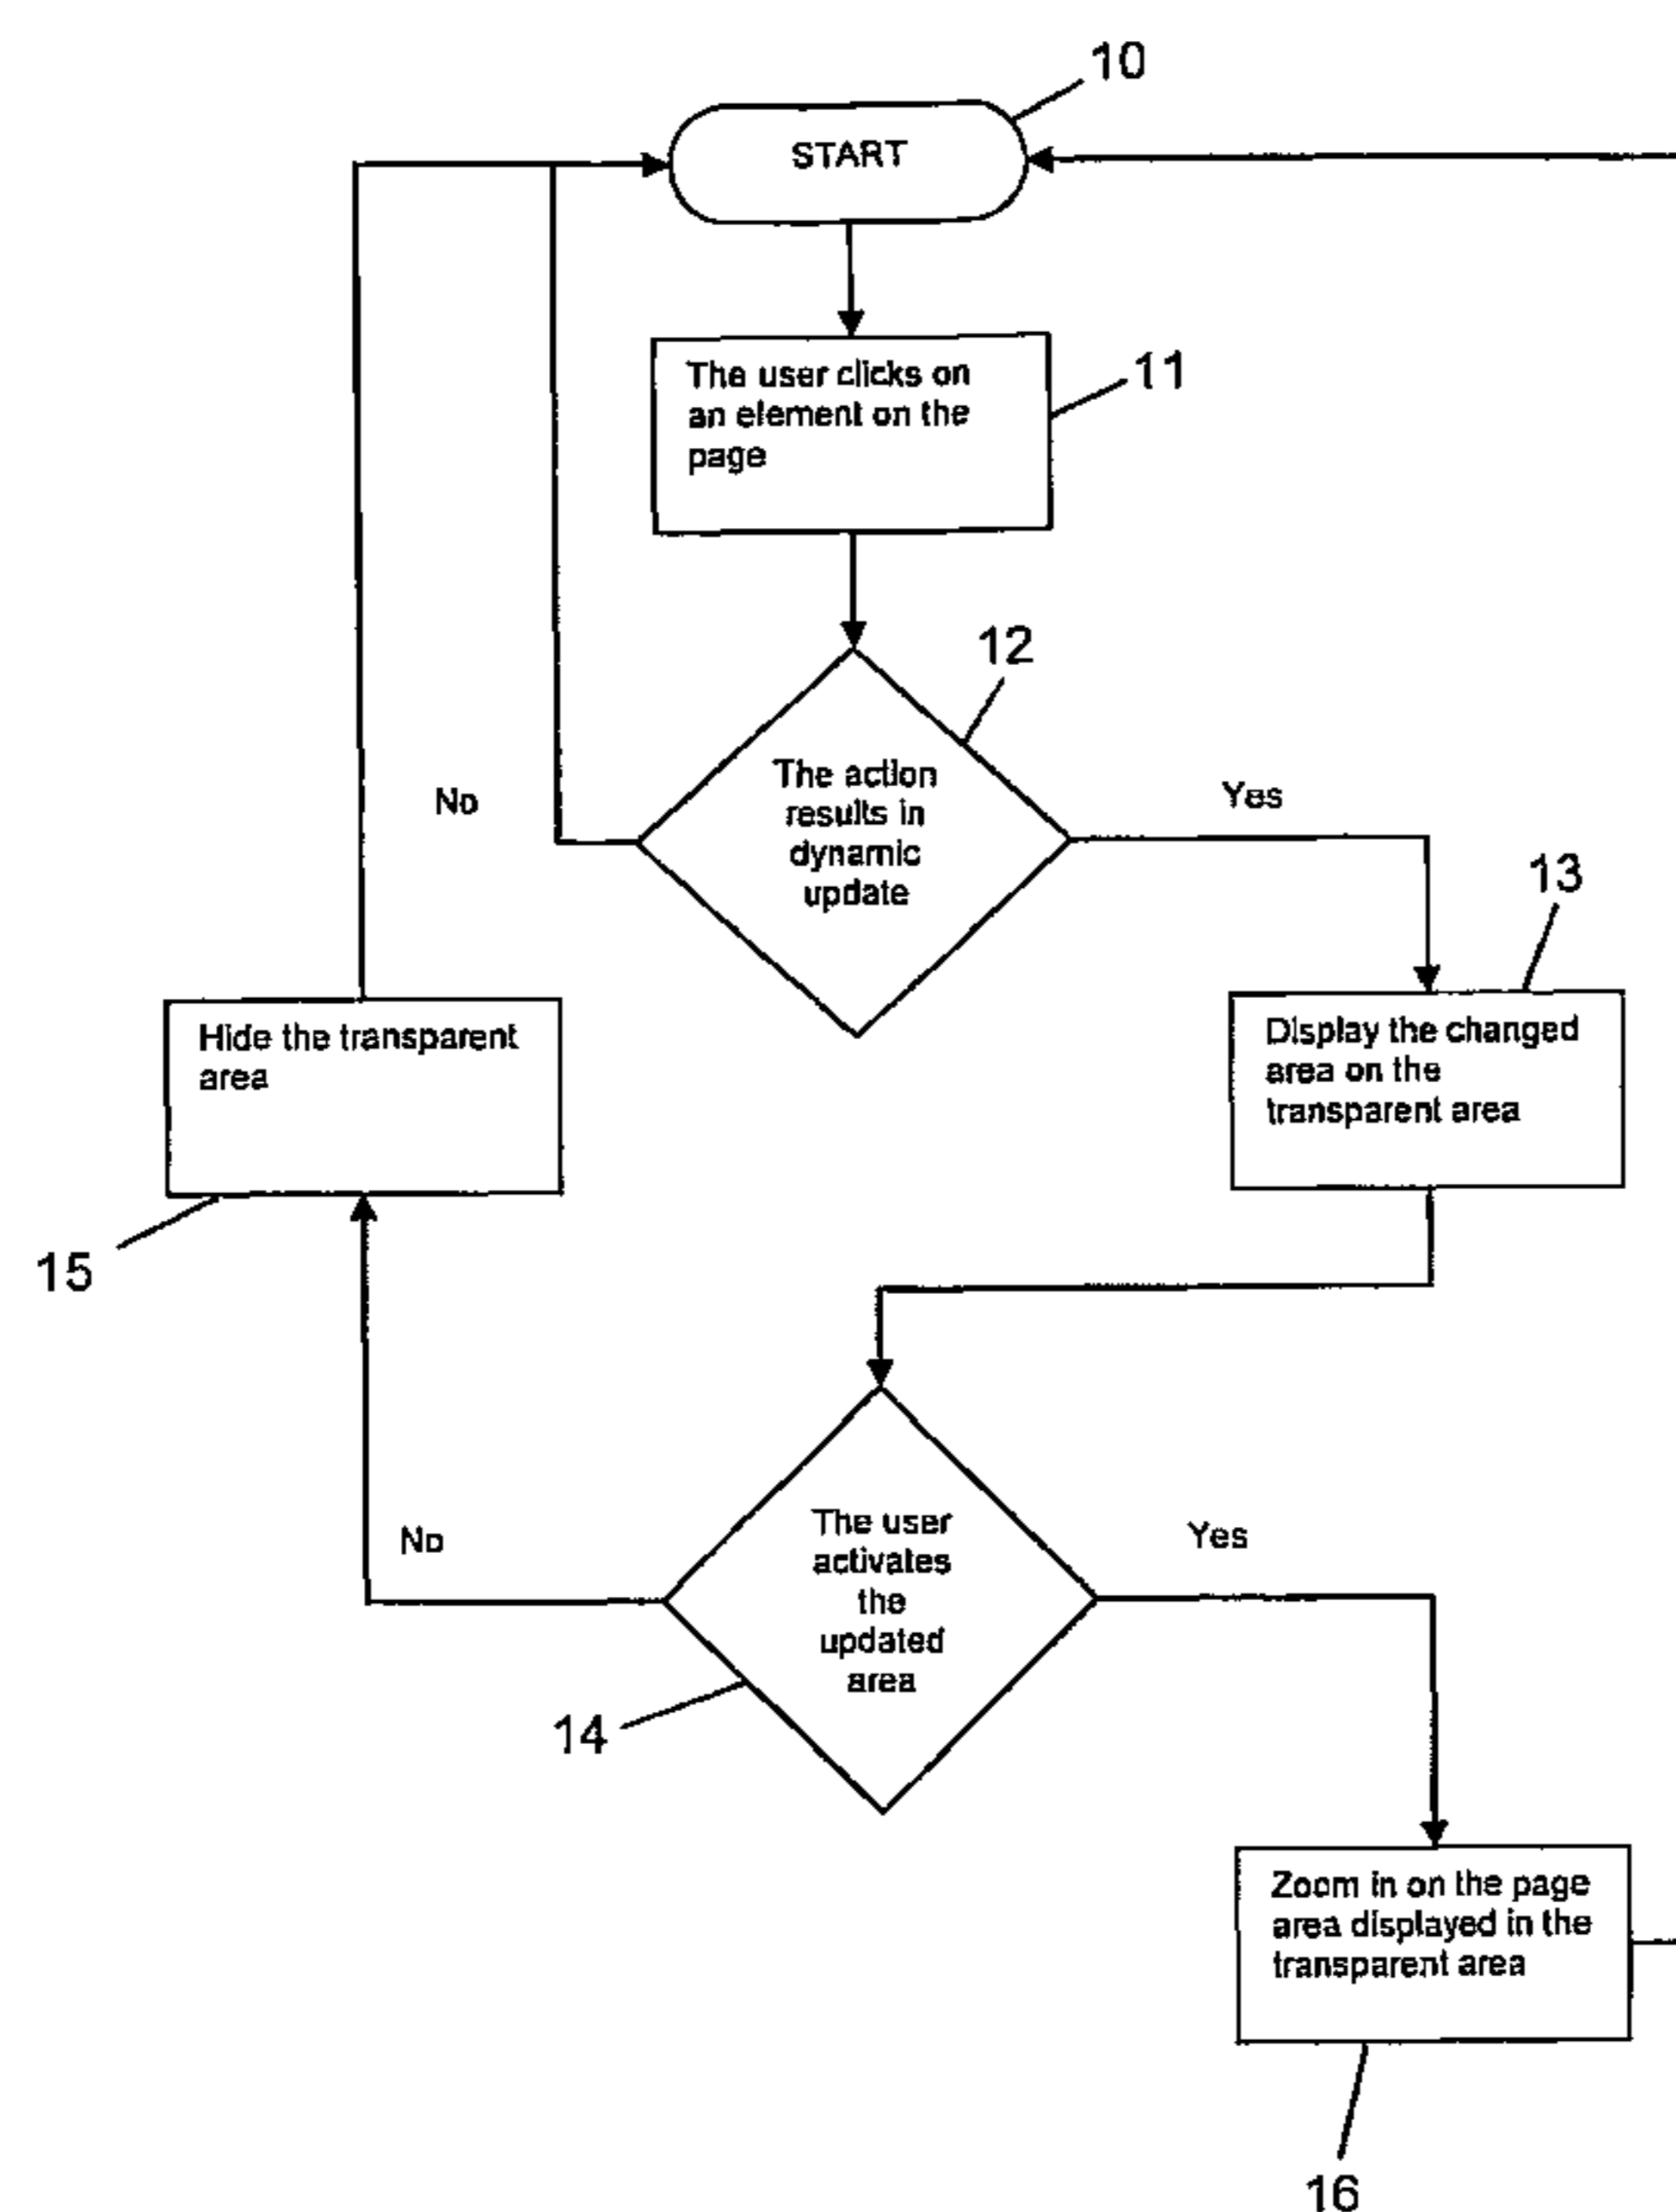 10
START
The user clicks on
an element on the
page
11
12
The action
results in
dynamic
update
No
Yes
13
Display the changed
area on the
transparent area
Hide the transparent
area
15
The user
activates
the
updated
area
No
Yes
14
Zoom in on the page
area displayed in the
transparent area
16